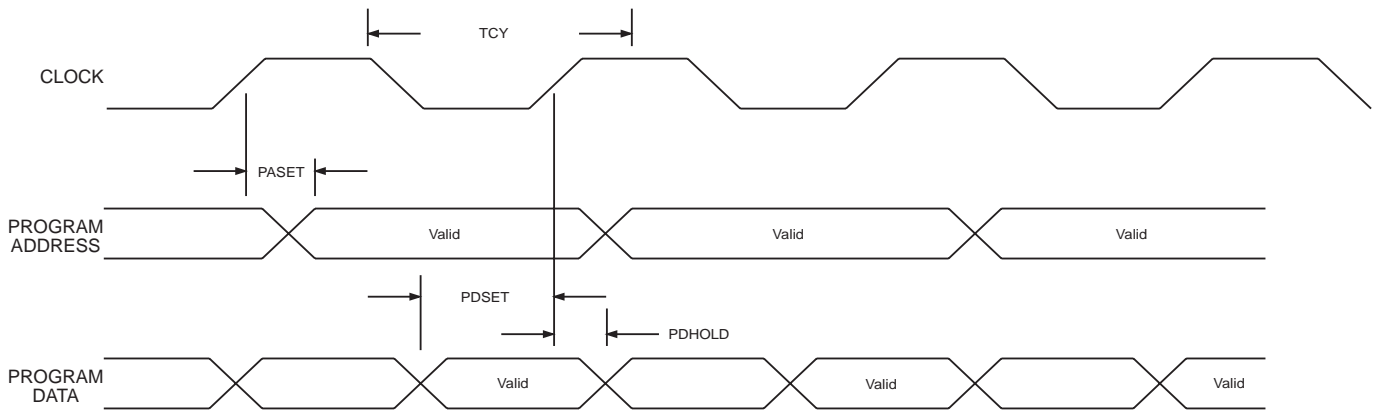 TCY
CLOCK
PASET
PROGRAM
ADDRESS
Valid
Valid
Valid
PDSET
PDHOLD
PROGRAM
DATA
Valid
Valid
Valid